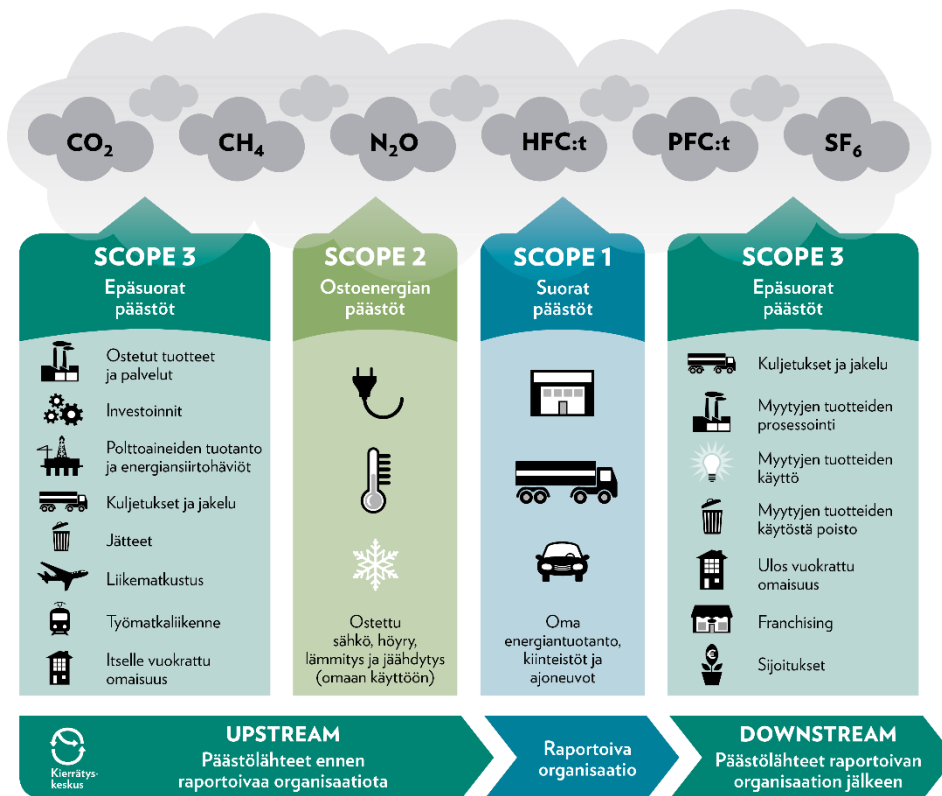 CO₂
CH₄
N₂O
HFC:t
PFC:t
SF₆
SCOPE 3
Epäsuorat
päästöt
Ostetut tuotteet
ja palvelut
Investoinnit
Polttoaineiden tuotanto
ja energiansiirtohäviöt
Kuljetukset ja jakelu
Jätteet
Liikematkustus
Työmatkaliikenne
Itselle vuokrattu
omaisuus
SCOPE 2
Ostoenergian
päästöt
Ostettu
sähkö, höyry,
lämmitys ja jäähdytys
(omaan käyttöön)
SCOPE 1
Suorat
päästöt
Oma
energiantuotanto,
kiinteistöt ja
ajoneuvot
SCOPE 3
Epäsuorat
päästöt
Kuljetukset ja jakelu
Myytyjen tuotteiden
prosessointi
Myytyjen tuotteiden
käyttö
Myytyjen tuotteiden
käytöstä poisto
Ulos vuokrattu
omaisuus
Franchising
€
Sijoitukset
Kierrätys-
keskus
UPSTREAM
Päästölähteet ennen
raportoivaa organisaatiota
Raportoiva
organisaatio
DOWNSTREAM
Päästölähteet raportoivan
organisaation jälkeen